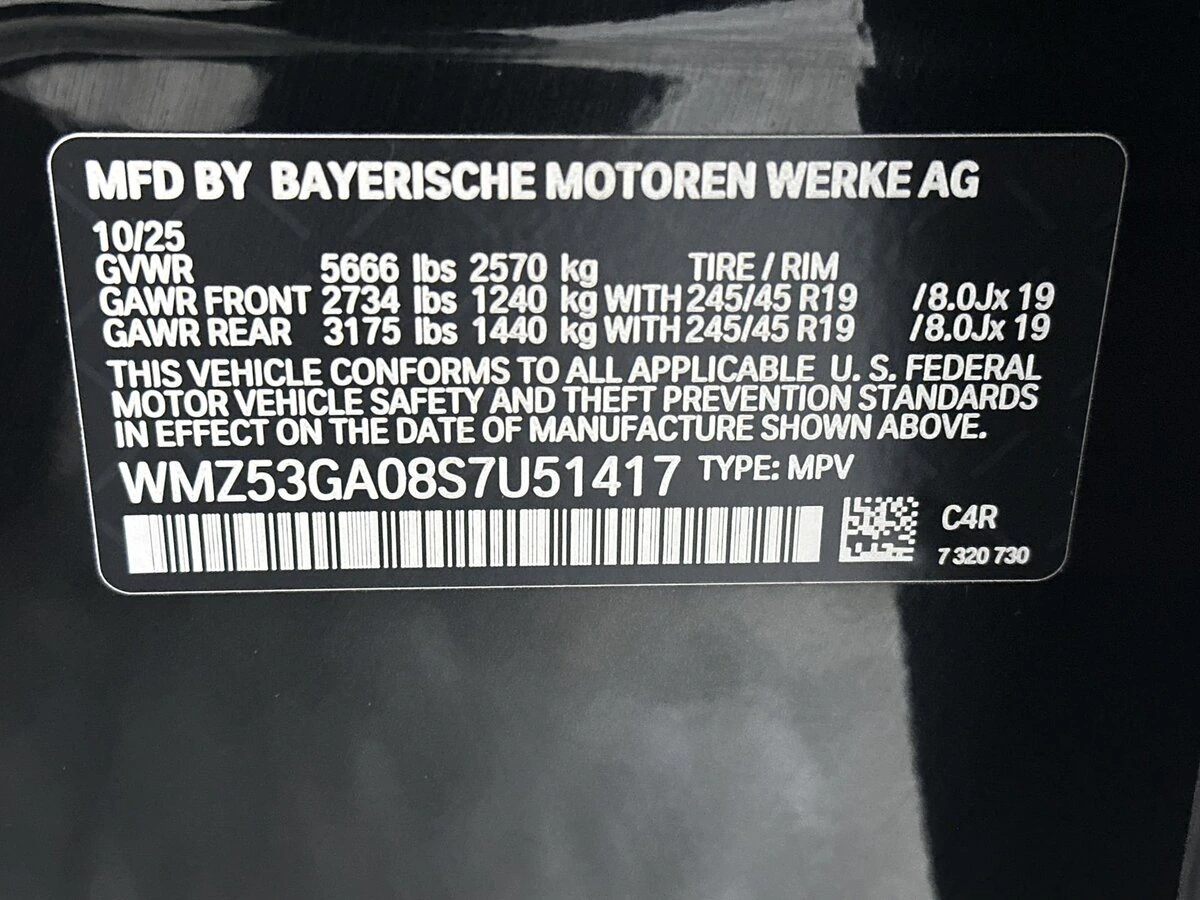 MFD BY BAYERISCHE MOTOREN WERKE AG
10/25
GVWR 5666 lbs 2570 kg TIRE / RIM
GAWR FRONT 2734 lbs 1240 kg WITH 245/45 R19 /8.0Jx 19
GAWR REAR 3175 lbs 1440 kg WITH 245/45 R19 /8.0Jx 19
THIS VEHICLE CONFORMS TO ALL APPLICABLE U. S. FEDERAL
MOTOR VEHICLE SAFETY AND THEFT PREVENTION STANDARDS
IN EFFECT ON THE DATE OF MANUFACTURE SHOWN ABOVE.
WMZ53GA08S7U51417 TYPE: MPV
C4R
7 320 730